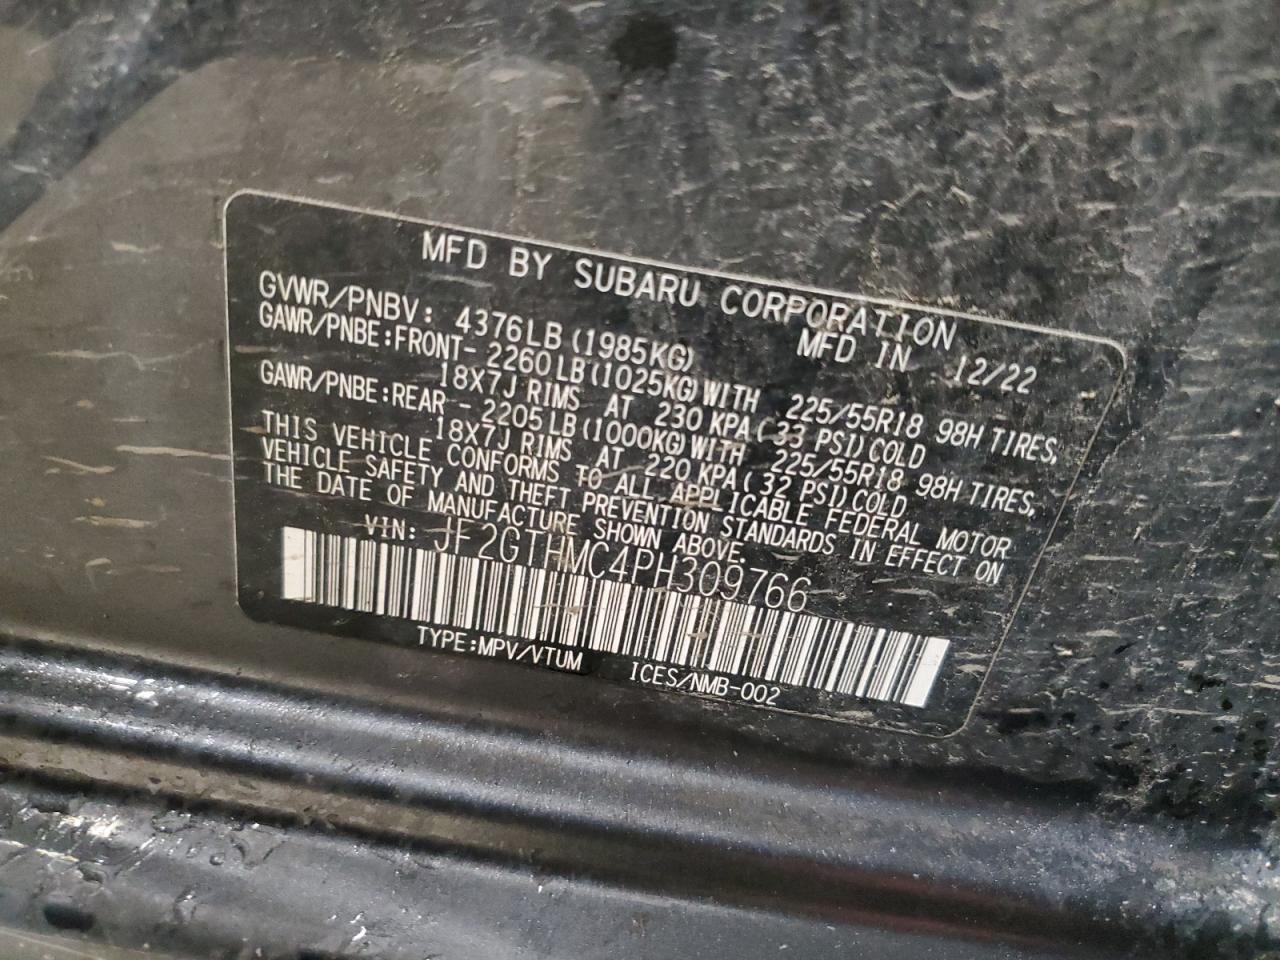 MFD BY SUBARU CORPORATION
GVWR/PNBV: 4376LB (1985KG) MFD IN 12/22
GAWR/PNBE:FRONT- 2260LB (1025KG) WITH 225/55R18 98H TIRES,
18X7J RIMS AT 230 KPA (33 PSI) COLD
GAWR/PNBE:REAR - 2205LB (1000KG) WITH 225/55R18 98H TIRES,
18X7J RIMS AT 220 KPA (32 PSI) COLD
THIS VEHICLE CONFORMS TO ALL APPLICABLE FEDERAL MOTOR
VEHICLE SAFETY AND THEFT PREVENTION STANDARDS IN EFFECT ON
THE DATE OF MANUFACTURE SHOWN ABOVE.
VIN: JF2GTHMC4PH309766
TYPE:MPV/VTUM ICES/NMB-002